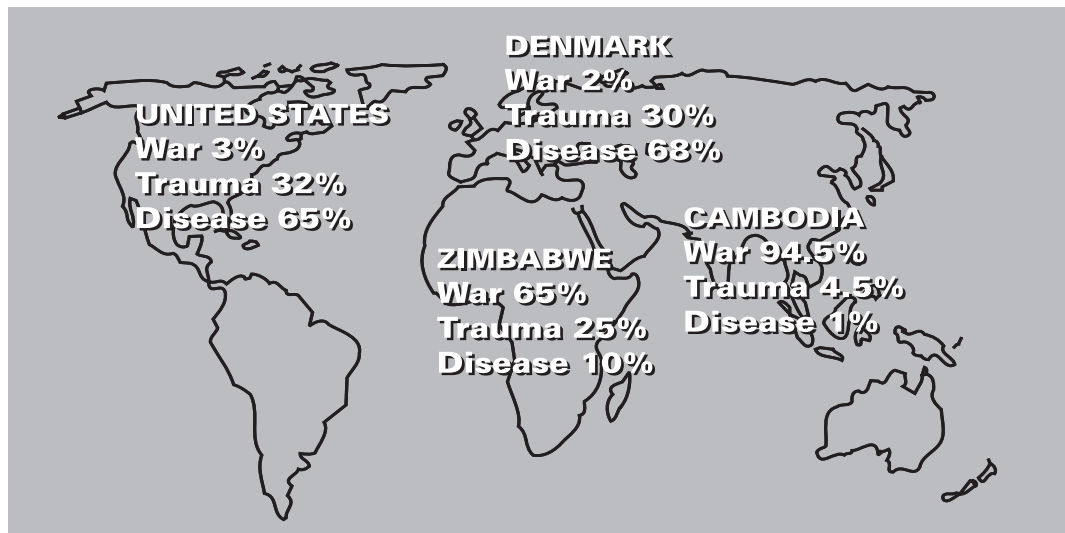 DENMARK
War 2%
Trauma 30%
Disease 68%
UNITED STATES
War 3%
Trauma 32%
Disease 65%
CAMBODIA
War 94.5%
Trauma 4.5%
Disease 1%
ZIMBABWE
War 65%
Trauma 25%
Disease 10%